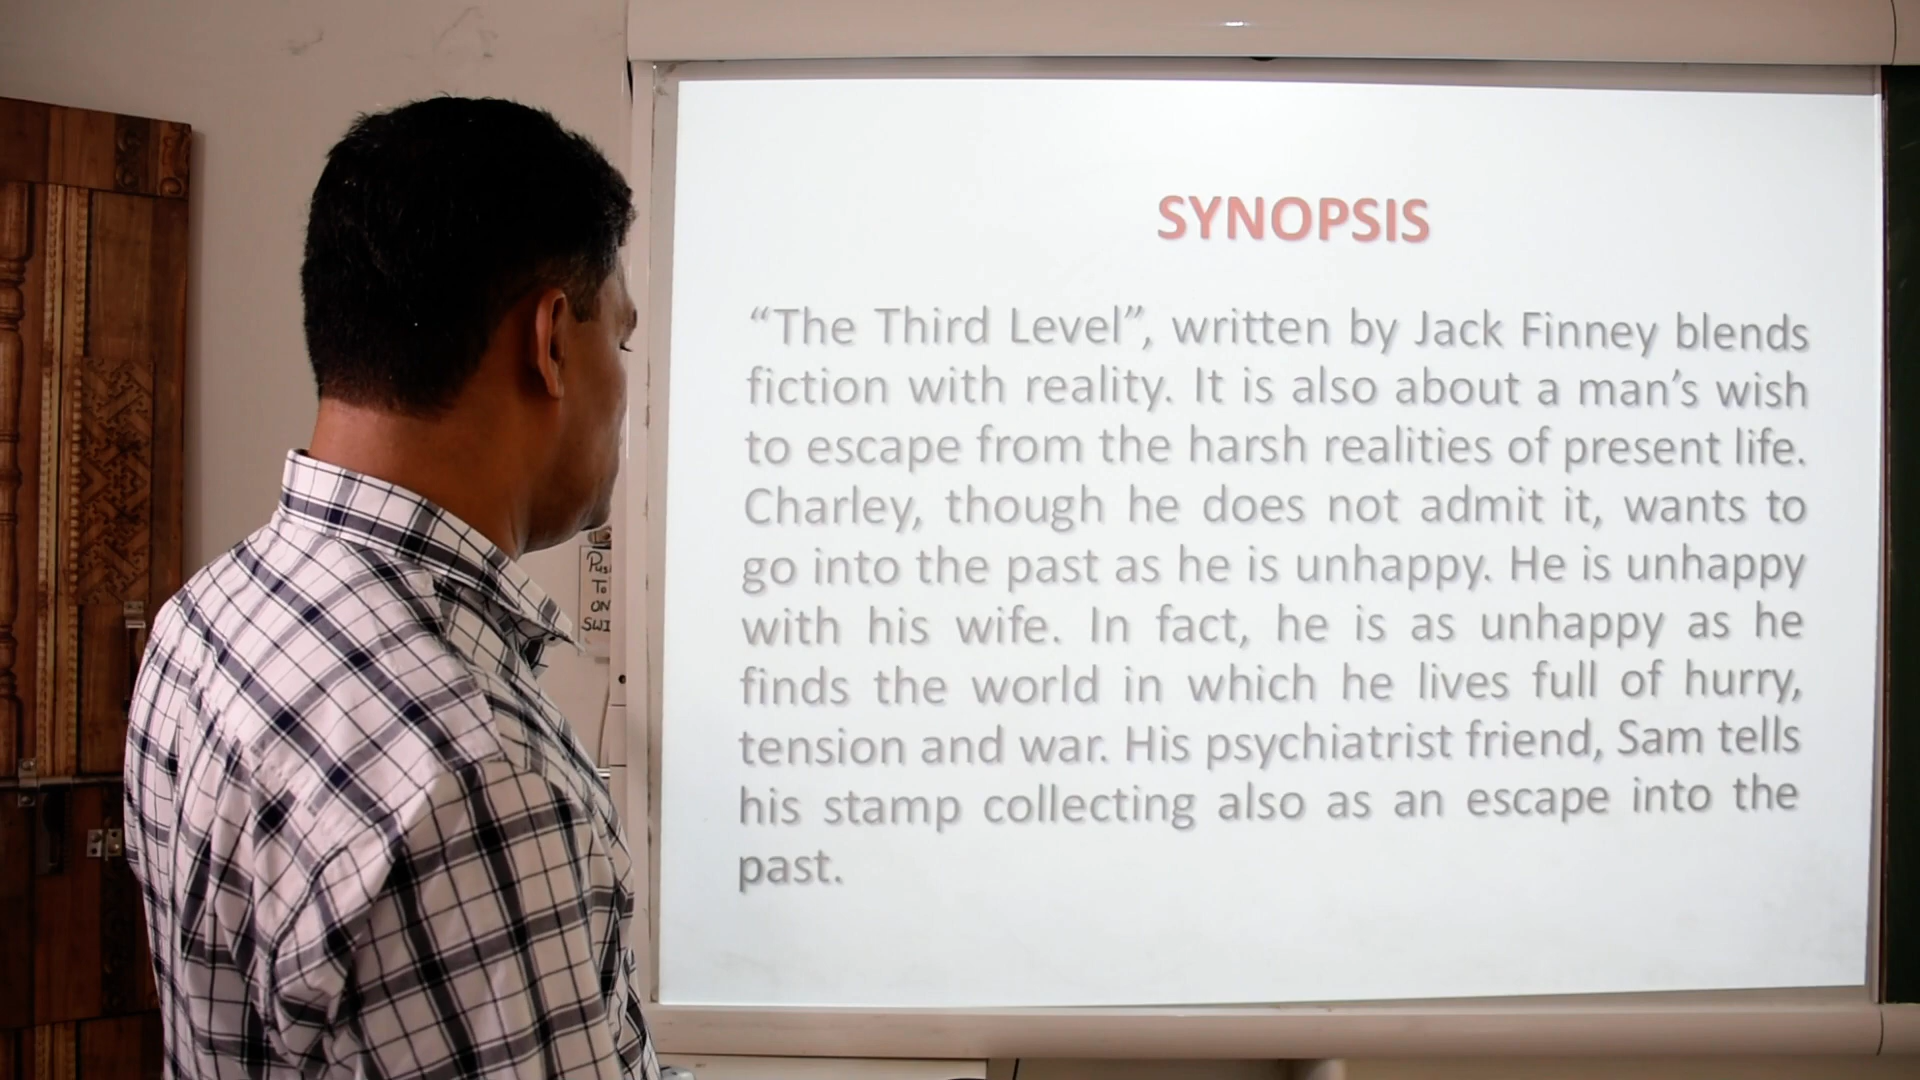 SYNOPSIS
“The Third Level”, written by Jack Finney blends
fiction with reality. It is also about a man’s wish
to escape from the harsh realities of present life.
Charley, though he does not admit it, wants to
go into the past as he is unhappy. He is unhappy
with his wife. In fact, he is as unhappy as he
finds the world in which he lives full of hurry,
tension and war. His psychiatrist friend, Sam tells
his stamp collecting also as an escape into the
past.
To
ON